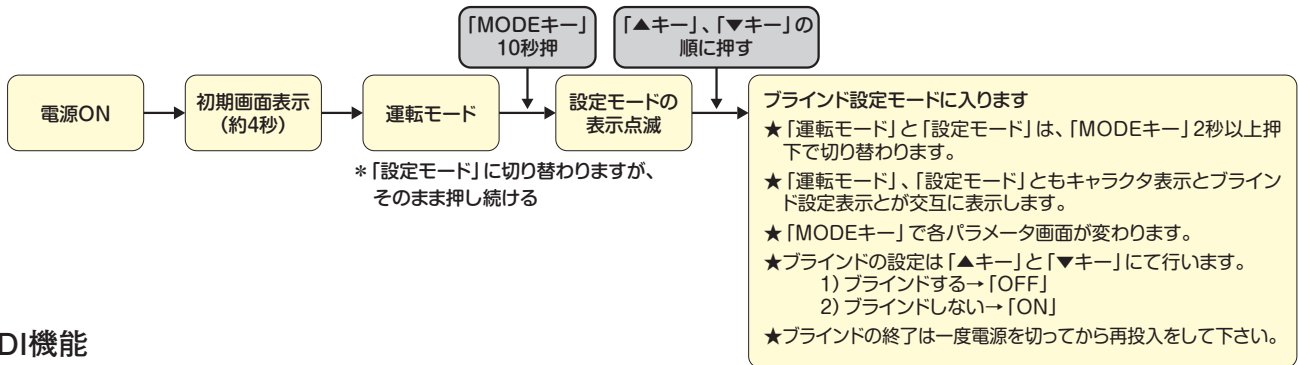 「MODEキー」
10秒押
「▲キー」、「▼キー」の
順に押す
電源ON
初期画面表示
(約4秒)
運転モード
設定モードの
表示点滅
＊「設定モード」に切り替わりますが、
そのまま押し続ける
ブラインド設定モードに入ります
★「運転モード」と「設定モード」は、「MODEキー」2秒以上押
下で切り替わります。
★「運転モード」、「設定モード」ともキャラクタ表示とブライン
ド設定表示とが交互に表示します。
★「MODEキー」で各パラメータ画面が変わります。
★ブラインドの設定は「▲キー」と「▼キー」にて行います。
1) ブラインドする→「OFF」
2) ブラインドしない→「ON」
★ブラインドの終了は一度電源を切ってから再投入をして下さい。
DI機能